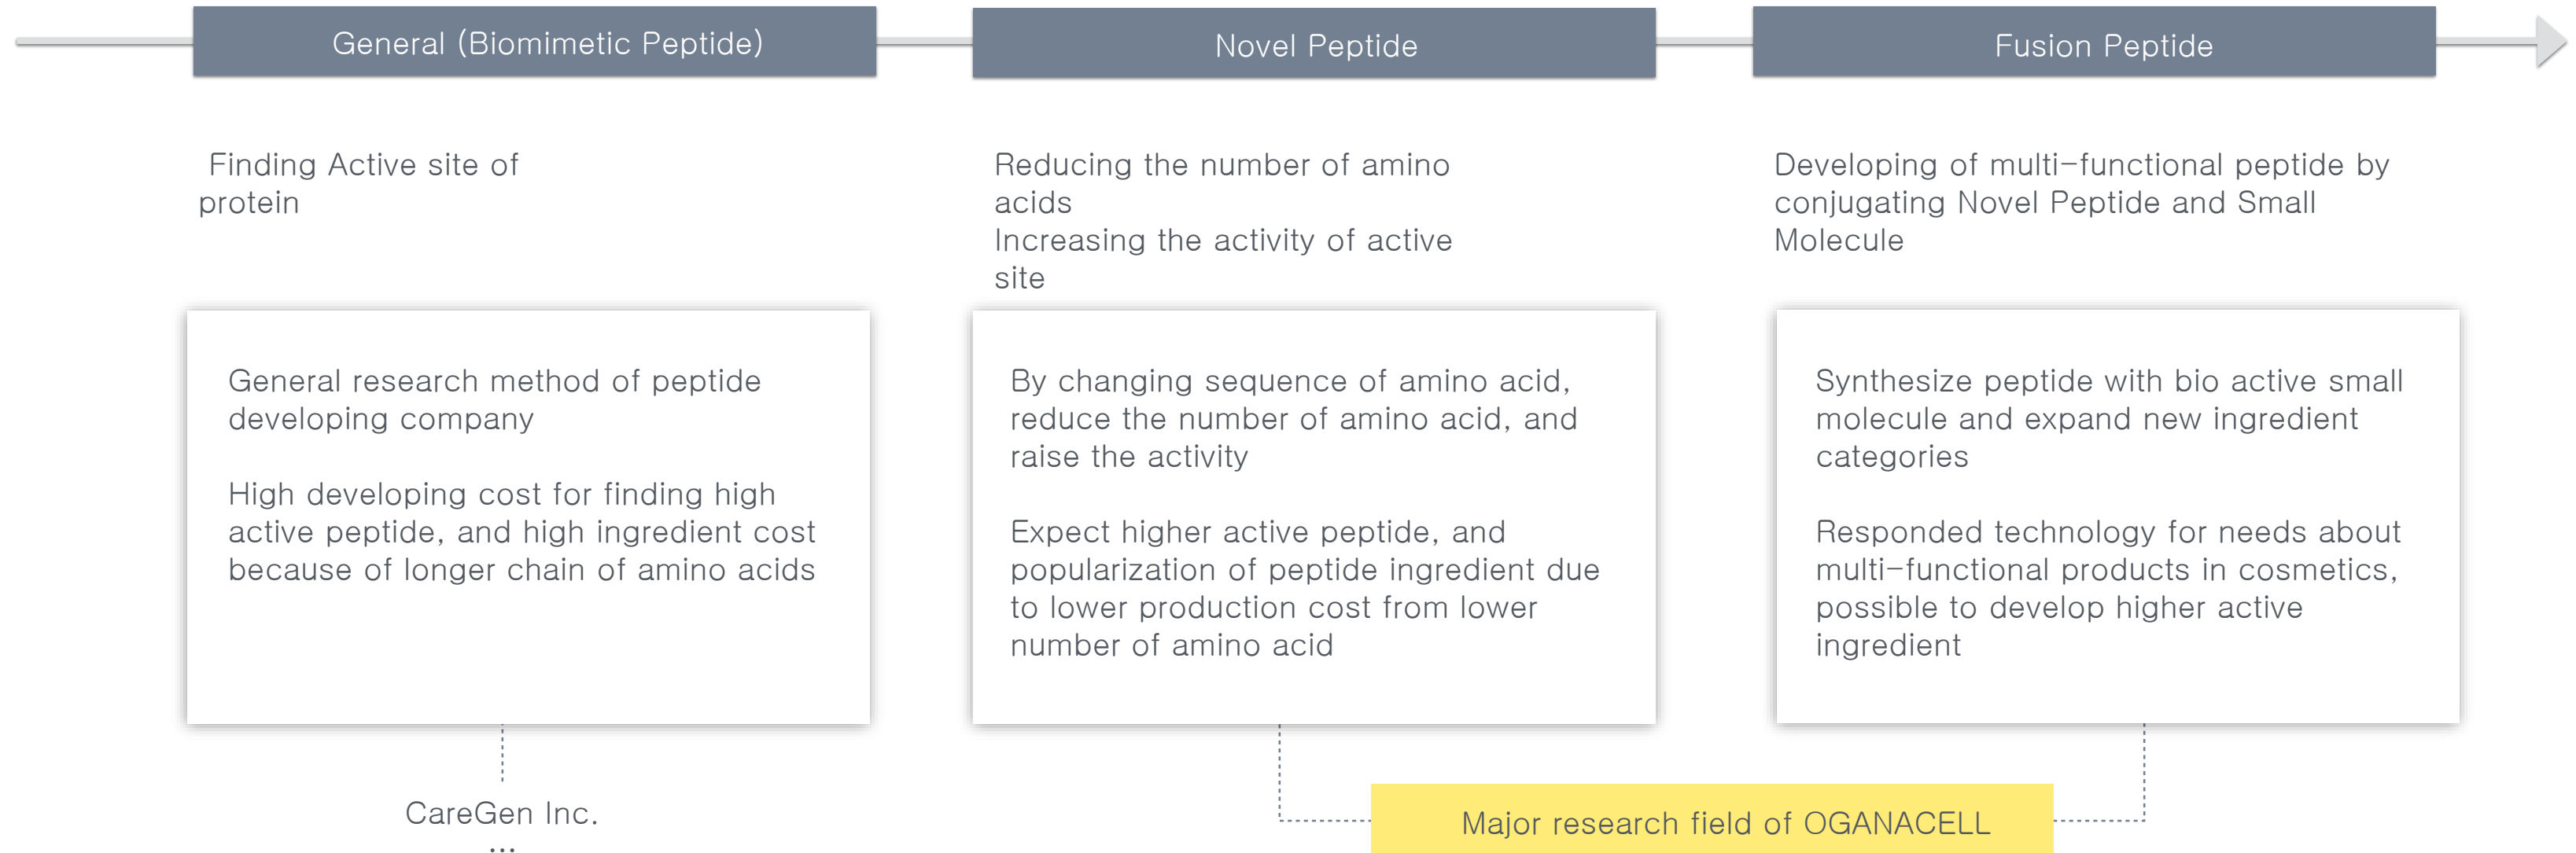 General (Biomimetic Peptide)
Novel Peptide
Fusion Peptide
Finding Active site of
protein
Reducing the number of amino
acids
Increasing the activity of active
site
Developing of multi-functional peptide by
conjugating Novel Peptide and Small
Molecule
General research method of peptide
developing company
High developing cost for finding high
active peptide, and high ingredient cost
because of longer chain of amino acids
By changing sequence of amino acid,
reduce the number of amino acid, and
raise the activity
Expect higher active peptide, and
popularization of peptide ingredient due
to lower production cost from lower
number of amino acid
Synthesize peptide with bio active small
molecule and expand new ingredient
categories
Responded technology for needs about
multi-functional products in cosmetics,
possible to develop higher active
ingredient
CareGen Inc.
...
Major research field of OGANACELL